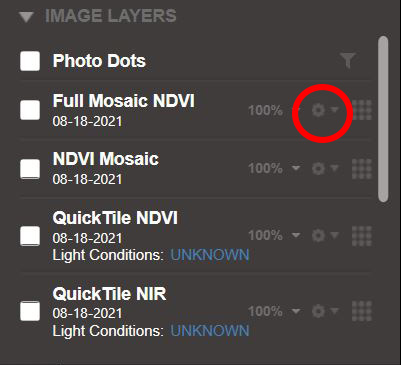 IMAGE LAYERS
Photo Dots
Full Mosaic NDVI
08-18-2021
100%
NDVI Mosaic
08-18-2021
100%
QuickTile NDVI
08-18-2021
100%
Light Conditions: UNKNOWN
QuickTile NIR
08-18-2021
100%
Light Conditions: UNKNOWN